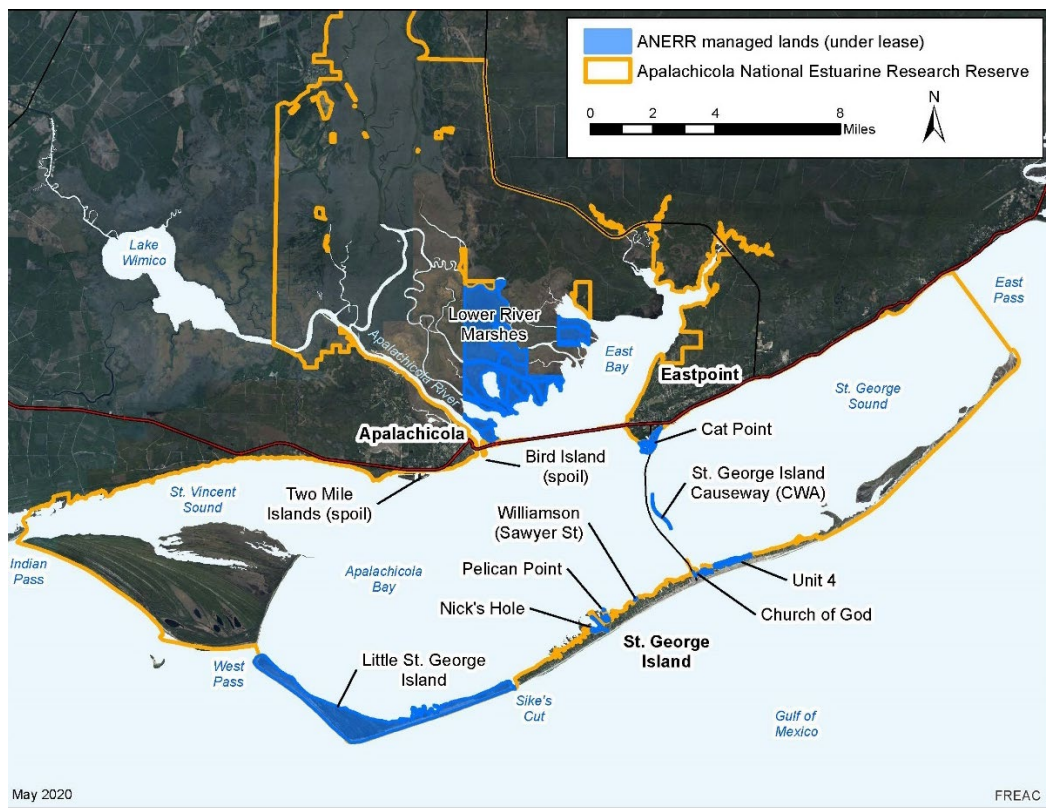 ANERR managed lands (under lease)
Apalachicola National Estuarine Research Reserve
0 2 4 8
Miles
N
Lake
Wimico
East
Pass
Lower River
Marshes
Apalachicola River
East
Bay
Eastpoint
St. George
Sound
Apalachicola
Cat Point
Bird Island
(spoil)
St. George Island
Causeway (CWA)
Two Mile
Islands (spoil)
St. Vincent
Sound
Williamson
(Sawyer St)
Indian
Pass
Apalachicola
Bay
Pelican Point
Unit 4
Nick's Hole
Church of God
St. George
Island
West
Pass
Little St. George
Island
Sike's
Cut
Gulf of
Mexico
May 2020
FREAC